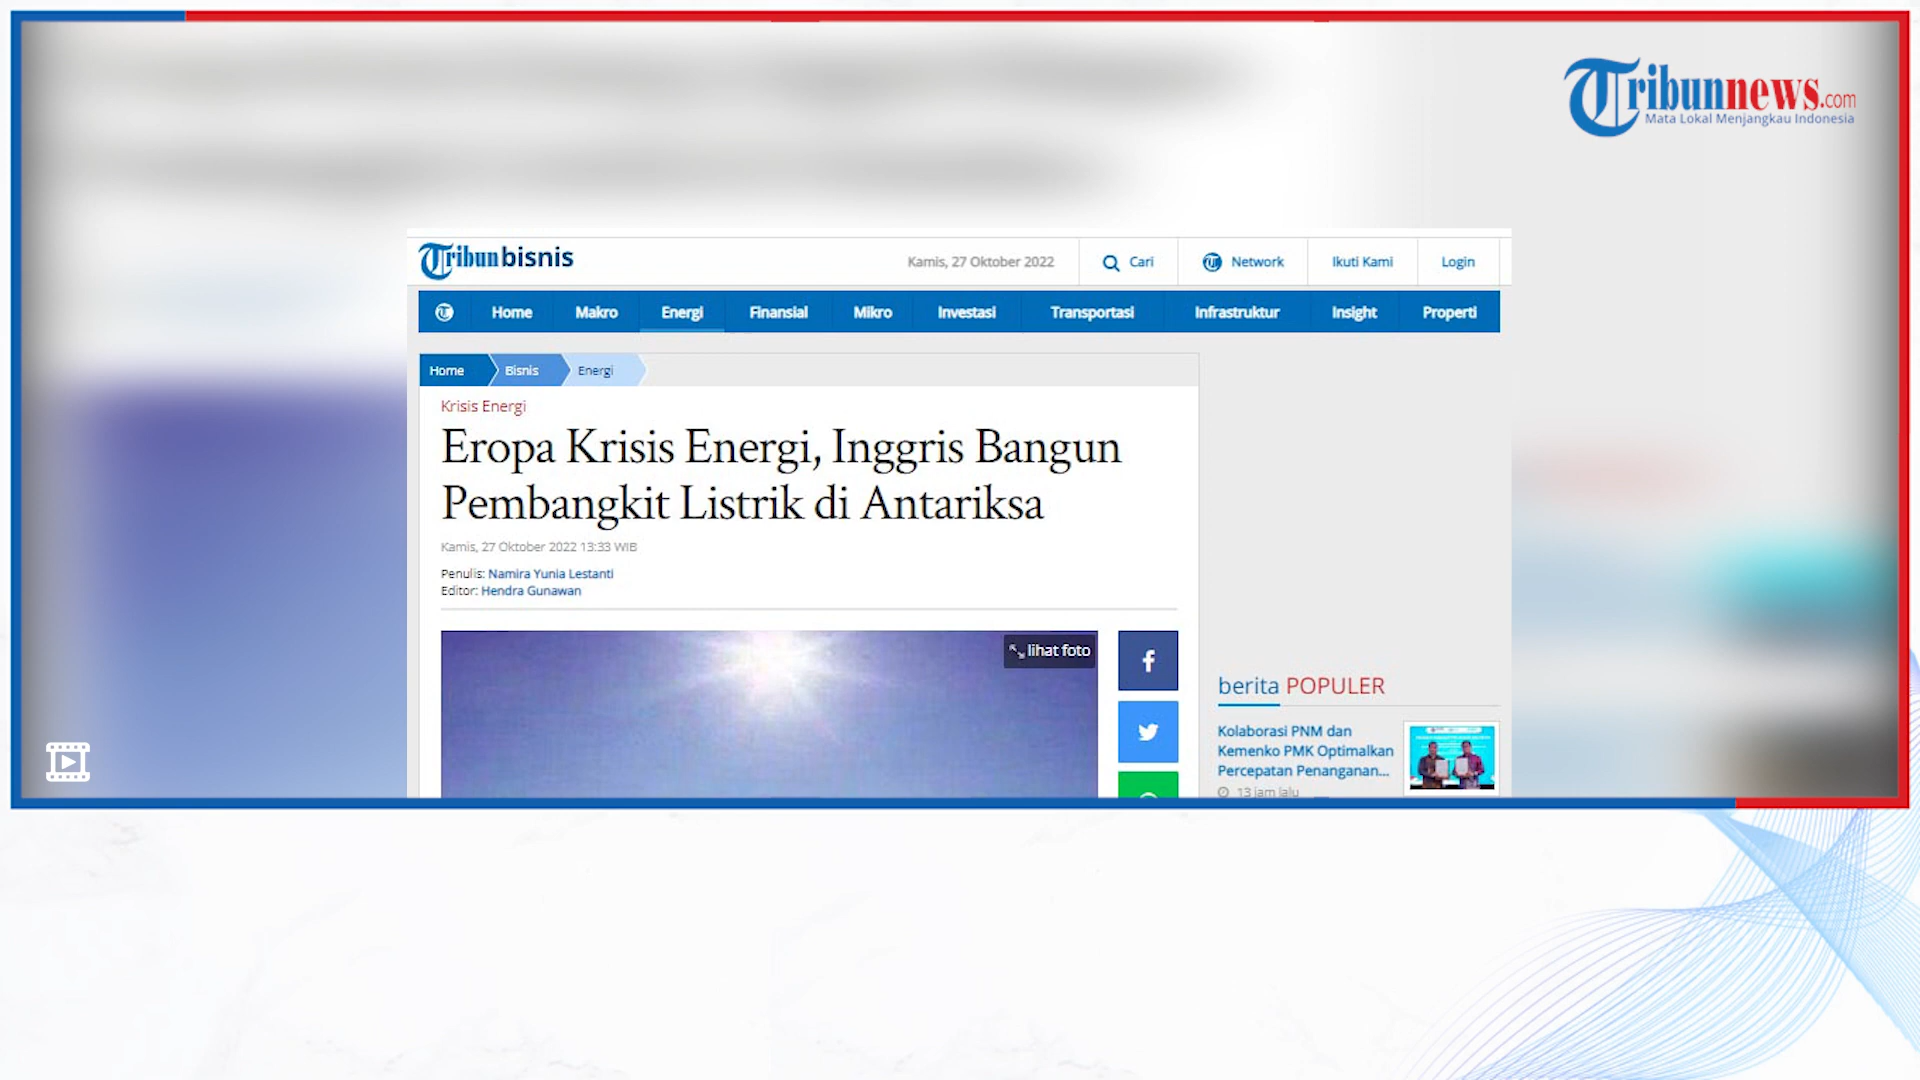 Tribunnews.com
Mata Lokal Menjangkau Indonesia
Tribunbisnis
Kamis, 27 Oktober 2022
Cari
Network
Ikuti Kami
Login
Home
Makro
Energi
Finansial
Mikro
Investasi
Transportasi
Infrastruktur
Insight
Properti
Home
Bisnis
Energi
Krisis Energi
Eropa Krisis Energi, Inggris Bangun
Pembangkit Listrik di Antariksa
Kamis, 27 Oktober 2022 13:33 WIB
Penulis: Namira Yunia Lestanti
Editor: Hendra Gunawan
lihat foto
berita POPULER
Kolaborasi PNM dan
Kemenko PMK Optimalkan
Percepatan Penanganan...
13 jam lalu